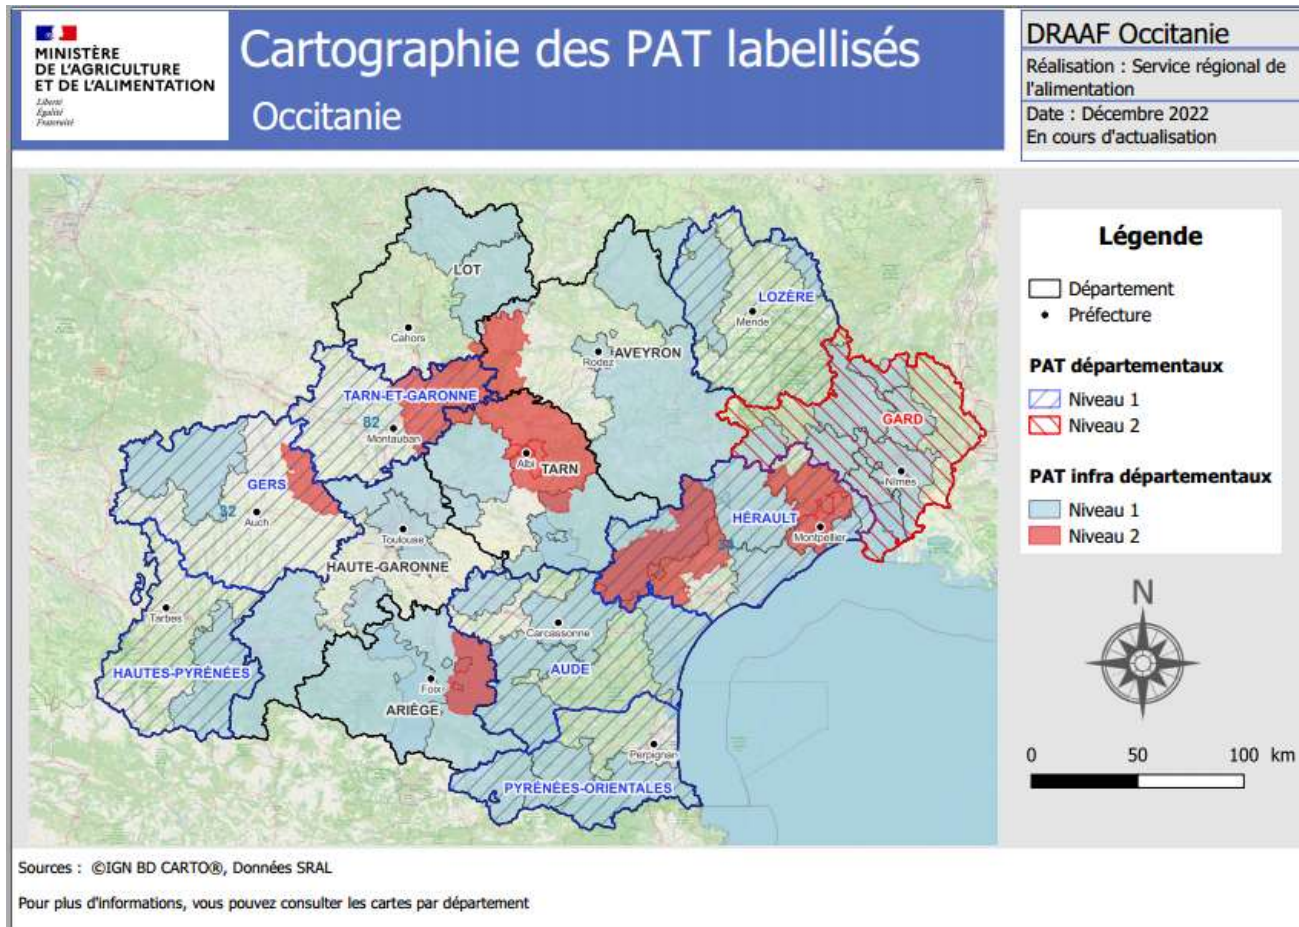 MINISTÈRE
DE L'AGRICULTURE
ET DE L'ALIMENTATION
Liberté
Égalité
Fraternité
Cartographie des PAT labellisés
Occitanie
DRAAF Occitanie
Réalisation : Service régional de
l'alimentation
Date : Décembre 2022
En cours d'actualisation
LOT
LOZÈRE
Mende
Cahors
Rodez
AVEYRON
TARN-ET-GARONNE
82
Montauban
GARD
Nîmes
Albi
TARN
GERS
32
Auch
HÉRAULT
Montpellier
34
Toulouse
HAUTE-GARONNE
Tarbes
Carcassonne
HAUTES-PYRÉNÉES
AUDE
Foix
ARIÈGE
Perpignan
PYRÉNÉES-ORIENTALES
Légende
Département
Préfecture
PAT départementaux
Niveau 1
Niveau 2
PAT infra départementaux
Niveau 1
Niveau 2
N
0 50 100 km
Sources : ©IGN BD CARTO®, Données SRAL
Pour plus d'informations, vous pouvez consulter les cartes par département